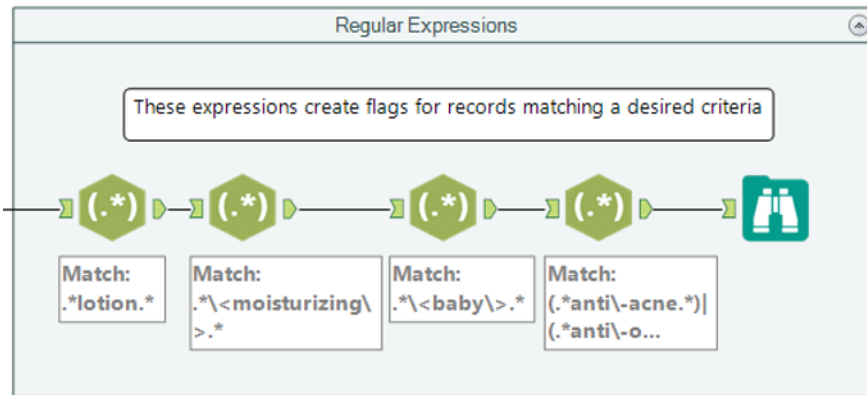 Regular Expressions
These expressions create flags for records matching a desired criteria
(.*)
(.*)
(.*)
(.*)
Match:
.*lotion.*
Match:
.*\<moisturizing\
>.*
Match:
.*\<baby\>.*
Match:
(.*anti\-acne.*)|
(.*anti\-o...